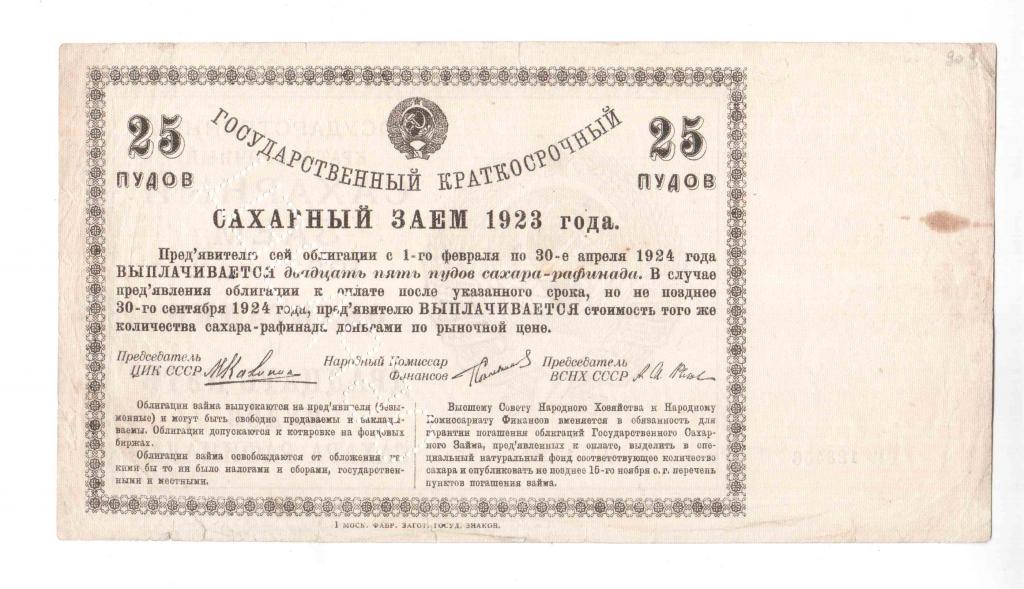 908
25 ПУДОВ
ГОСУДАРСТВЕННЫЙ КРАТКОСРОЧНЫЙ
25 ПУДОВ
САХАРНЫЙ ЗАЕМ 1923 года.
Пред'явителю сей облигации с 1-го февраля по 30-е апреля 1924 года
ВЫПЛАЧИВАЕТСЯ двадцать пять пудов сахара-рафинада. В случае
пред'явления облигации к оплате после указанного срока, но не позднее
30-го сентября 1924 года, пред'явителю ВЫПЛАЧИВАЕТСЯ стоимость того же
количества сахара-рафинада деньгами по рыночной цене.
Председатель
ЦИК СССР М Калинин
Народный Комиссар
Финансов
Председатель
ВСНХ СССР
Облигации займа выпускаются на пред'явителя (безы-
менные) и могут быть свободно продаваемы и заклады-
ваемы. Облигации допускаются к котировке на фондовых
биржах.
Облигации займа освобождаются от обложения ка-
кими бы то ни было налогами и сборами, государствен-
ными и местными.
Высшему Совету Народного Хозяйства и Народному
Комиссариату Финансов вменяется в обязанность для
гарантии погашения облигаций Государственного Сахар-
ного Займа, пред'явленных к оплате, выделить в спе-
циальный натуральный фонд соответствующее количество
сахара и опубликовать не позднее 15-го ноября с. г. перечень
пунктов погашения займа.
1 МОСК. ФАБР. ЗАГОТ. ГОСУД. ЗНАКОВ.